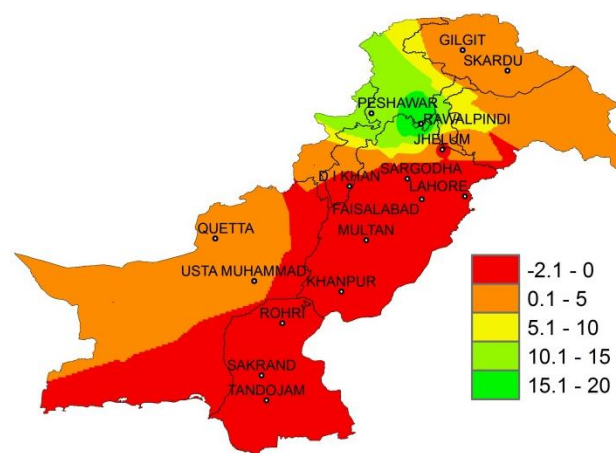 GILGIT
SKARDU
PESHAWAR
RAWALPINDI
JHELUM
SARGODHA
D I KHAN
LAHORE
FAISALABAD
QUETTA
MULTAN
USTA MUHAMMAD
KHANPUR
ROHRI
SAKRAND
TANDOJAM
-2.1 - 0
0.1 - 5
5.1 - 10
10.1 - 15
15.1 - 20